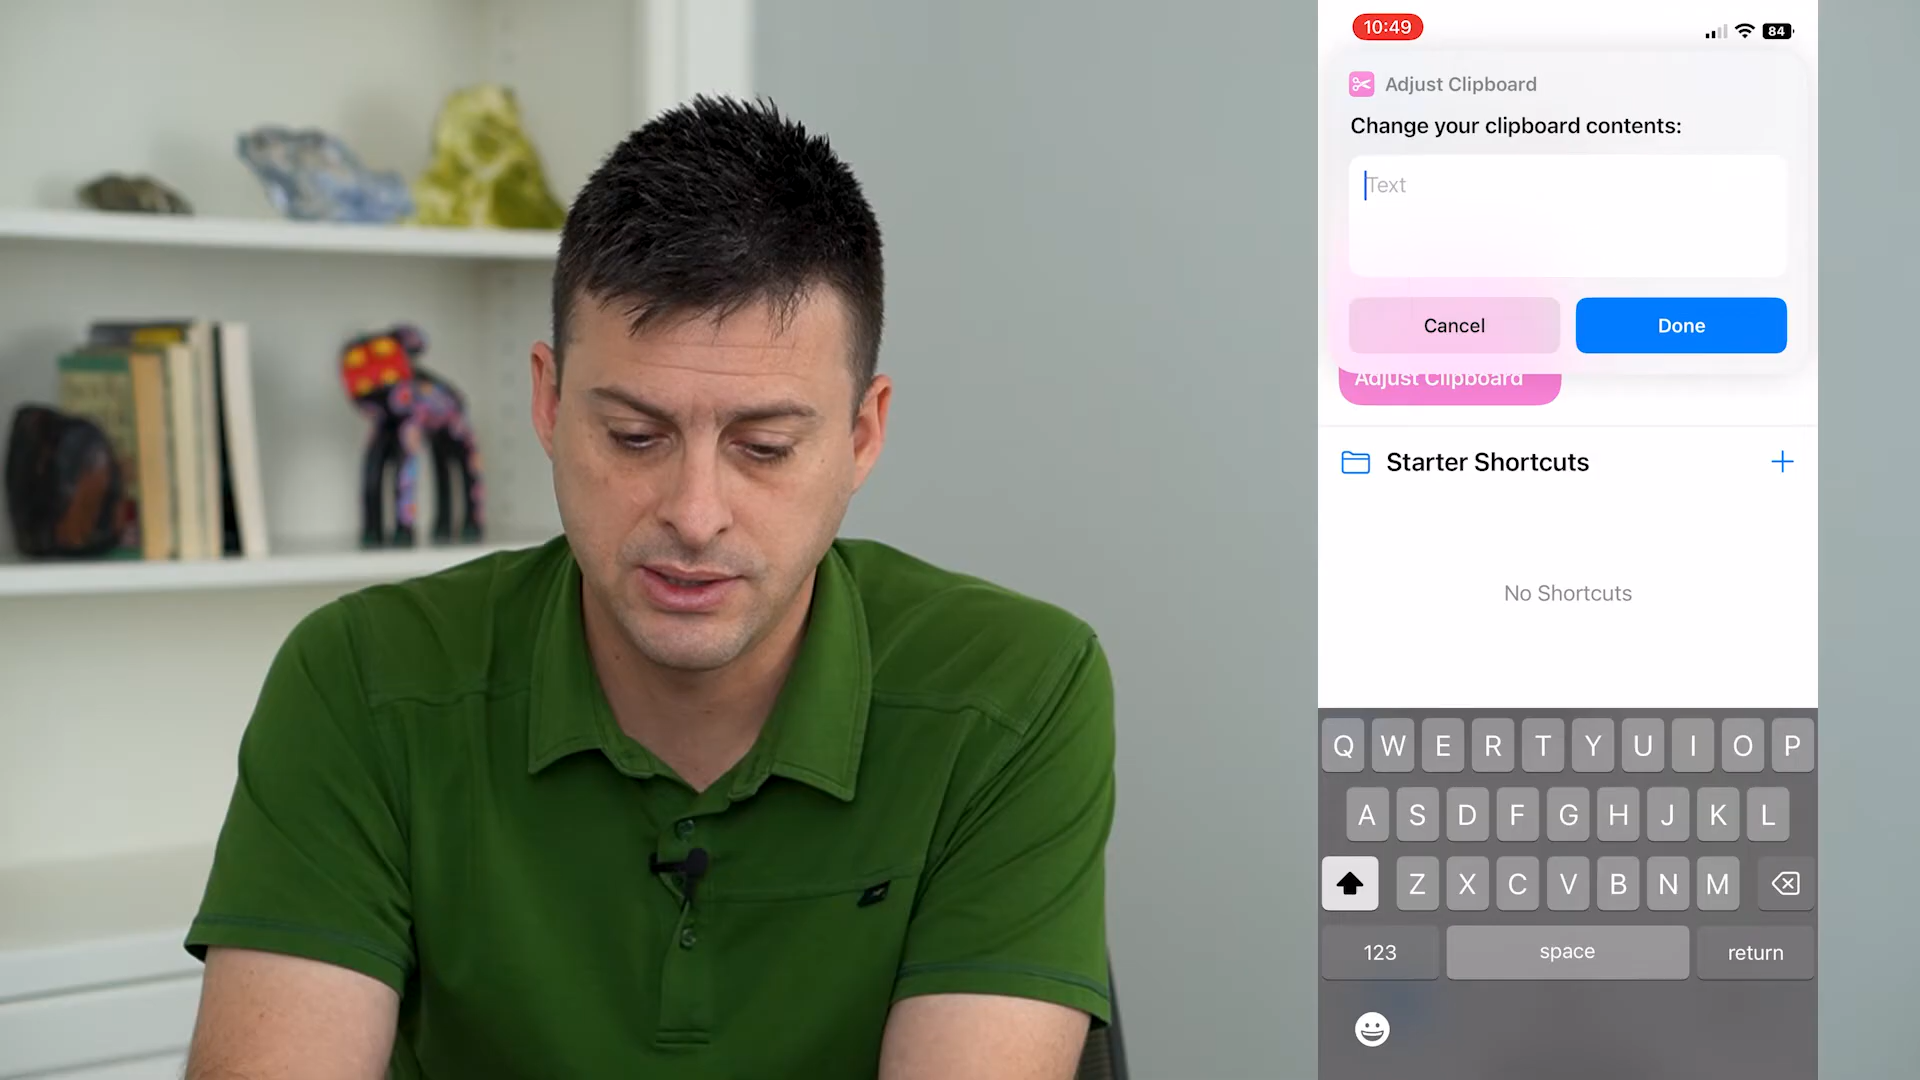 10:49
84
Adjust Clipboard
Change your clipboard contents:
Text
Cancel
Done
Adjust Clipboard
Starter Shortcuts
No Shortcuts
Q W E R T Y U I O P
A S D F G H J K L
Z X C V B N M
123 space return